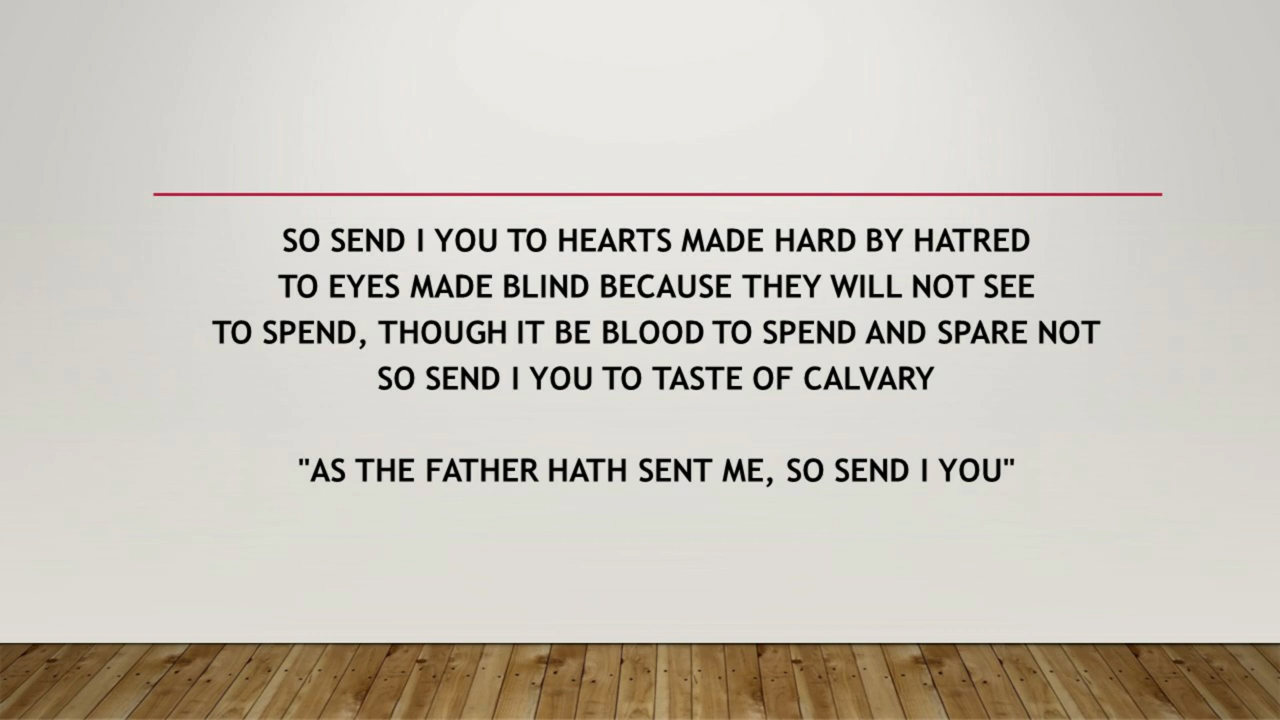 SO SEND I YOU TO HEARTS MADE HARD BY HATRED
TO EYES MADE BLIND BECAUSE THEY WILL NOT SEE
TO SPEND, THOUGH IT BE BLOOD TO SPEND AND SPARE NOT
SO SEND I YOU TO TASTE OF CALVARY
"AS THE FATHER HATH SENT ME, SO SEND I YOU"